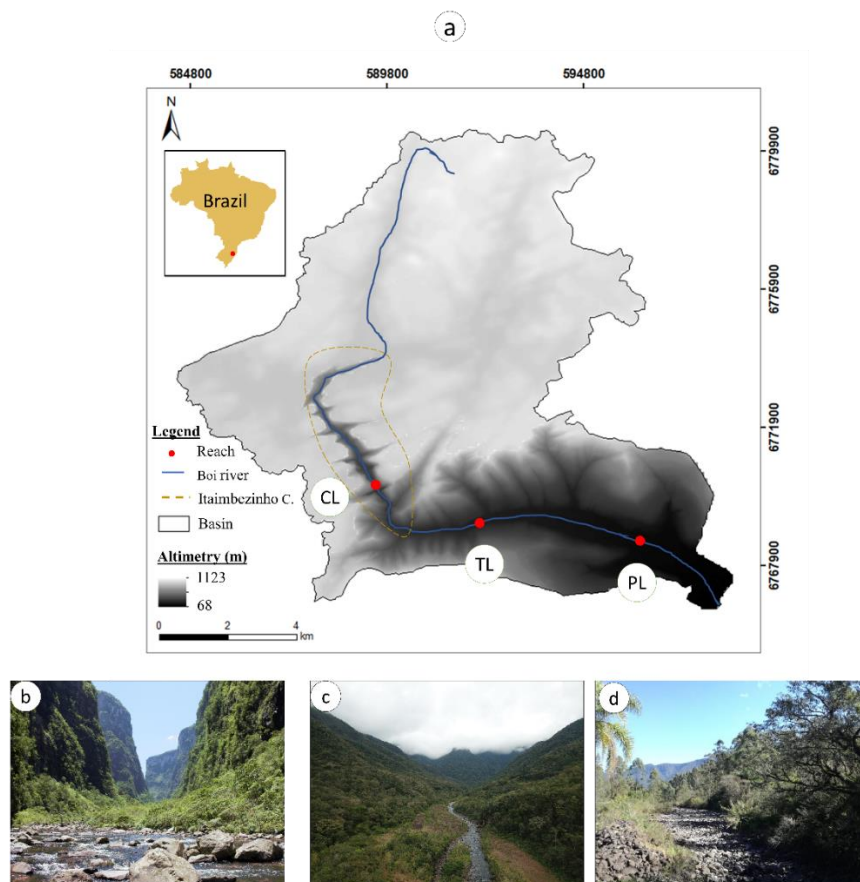 a
584800 589800 594800
N
Brazil
6779900
6775900
6771900
6767900
Legend
Reach
Boi river
Itaimbezinho C.
Basin
Altimetry (m)
1123
68
0 2 4
km
CL
TL
PL
b
c
d